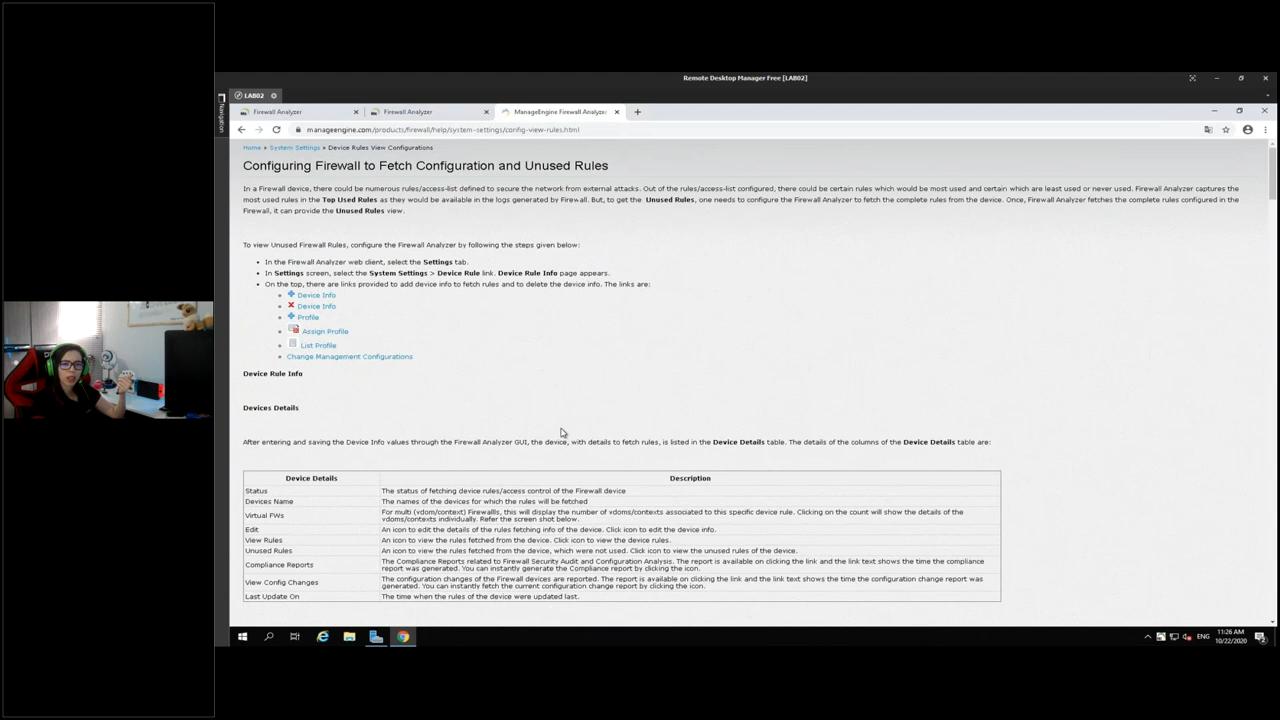 Remote Desktop Manager Free [LAB02]
LAB02
Navigation
Firewall Analyzer
Firewall Analyzer
ManageEngine Firewall Analyze
manageengine.com/products/firewall/help/system-settings/config-view-rules.html
Home » System Settings » Device Rules View Configurations
Configuring Firewall to Fetch Configuration and Unused Rules
In a Firewall device, there could be numerous rules/access-list defined to secure the network from external attacks. Out of the rules/access-list configured, there could be certain rules which would be most used and certain which are least used or never used. Firewall Analyzer captures the
most used rules in the Top Used Rules as they would be available in the logs generated by Firewall. But, to get the Unused Rules, one needs to configure the Firewall Analyzer to fetch the complete rules from the device. Once, Firewall Analyzer fetches the complete rules configured in the
Firewall, it can provide the Unused Rules view.
To view Unused Firewall Rules, configure the Firewall Analyzer by following the steps given below:
In the Firewall Analyzer web client, select the Settings tab.
In Settings screen, select the System Settings > Device Rule link. Device Rule Info page appears.
On the top, there are links provided to add device info to fetch rules and to delete the device info. The links are:
Device Info
Device Info
Profile
Assign Profile
List Profile
Change Management Configurations
Device Rule Info
Devices Details
After entering and saving the Device Info values through the Firewall Analyzer GUI, the device, with details to fetch rules, is listed in the Device Details table. The details of the columns of the Device Details table are:
Device Details Description
Status The status of fetching device rules/access control of the Firewall device
Devices Name The names of the devices for which the rules will be fetched
Virtual FWs For multi (vdom/context) Firewallls, this will display the number of vdoms/contexts associated to this specific device rule. Clicking on the count will show the details of the
vdoms/contexts individually. Refer the screen shot below.
Edit An icon to edit the details of the rules fetching info of the device. Click icon to edit the device info.
View Rules An icon to view the rules fetched from the device. Click icon to view the device rules.
Unused Rules An icon to view the rules fetched from the device, which were not used. Click icon to view the unused rules of the device.
Compliance Reports The Compliance Reports related to Firewall Security Audit and Configuration Analysis. The report is available on clicking the link and the link text shows the time the compliance
report was generated. You can instantly generate the Compliance report by clicking the icon.
View Config Changes The configuration changes of the Firewall devices are reported. The report is available on clicking the link and the link text shows the time the configuration change report was
generated. You can instantly fetch the current configuration change report by clicking the icon.
Last Update On The time when the rules of the device were updated last.
ENG
11:26 AM
10/22/2020